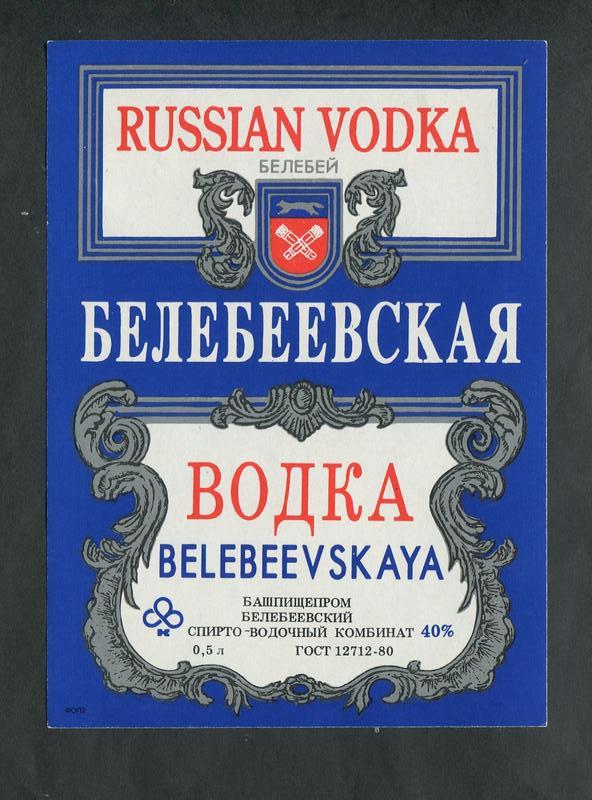 RUSSIAN VODKA
БЕЛЕБЕЙ
БЕЛЕБЕЕВСКАЯ
ВОДКА
BELEBEEVSKAYA
БАШПИЩЕПРОМ
БЕЛЕБЕЕВСКИЙ
СПИРТО-ВОДОЧНЫЙ КОМБИНАТ 40%
0,5 л ГОСТ 12712-80